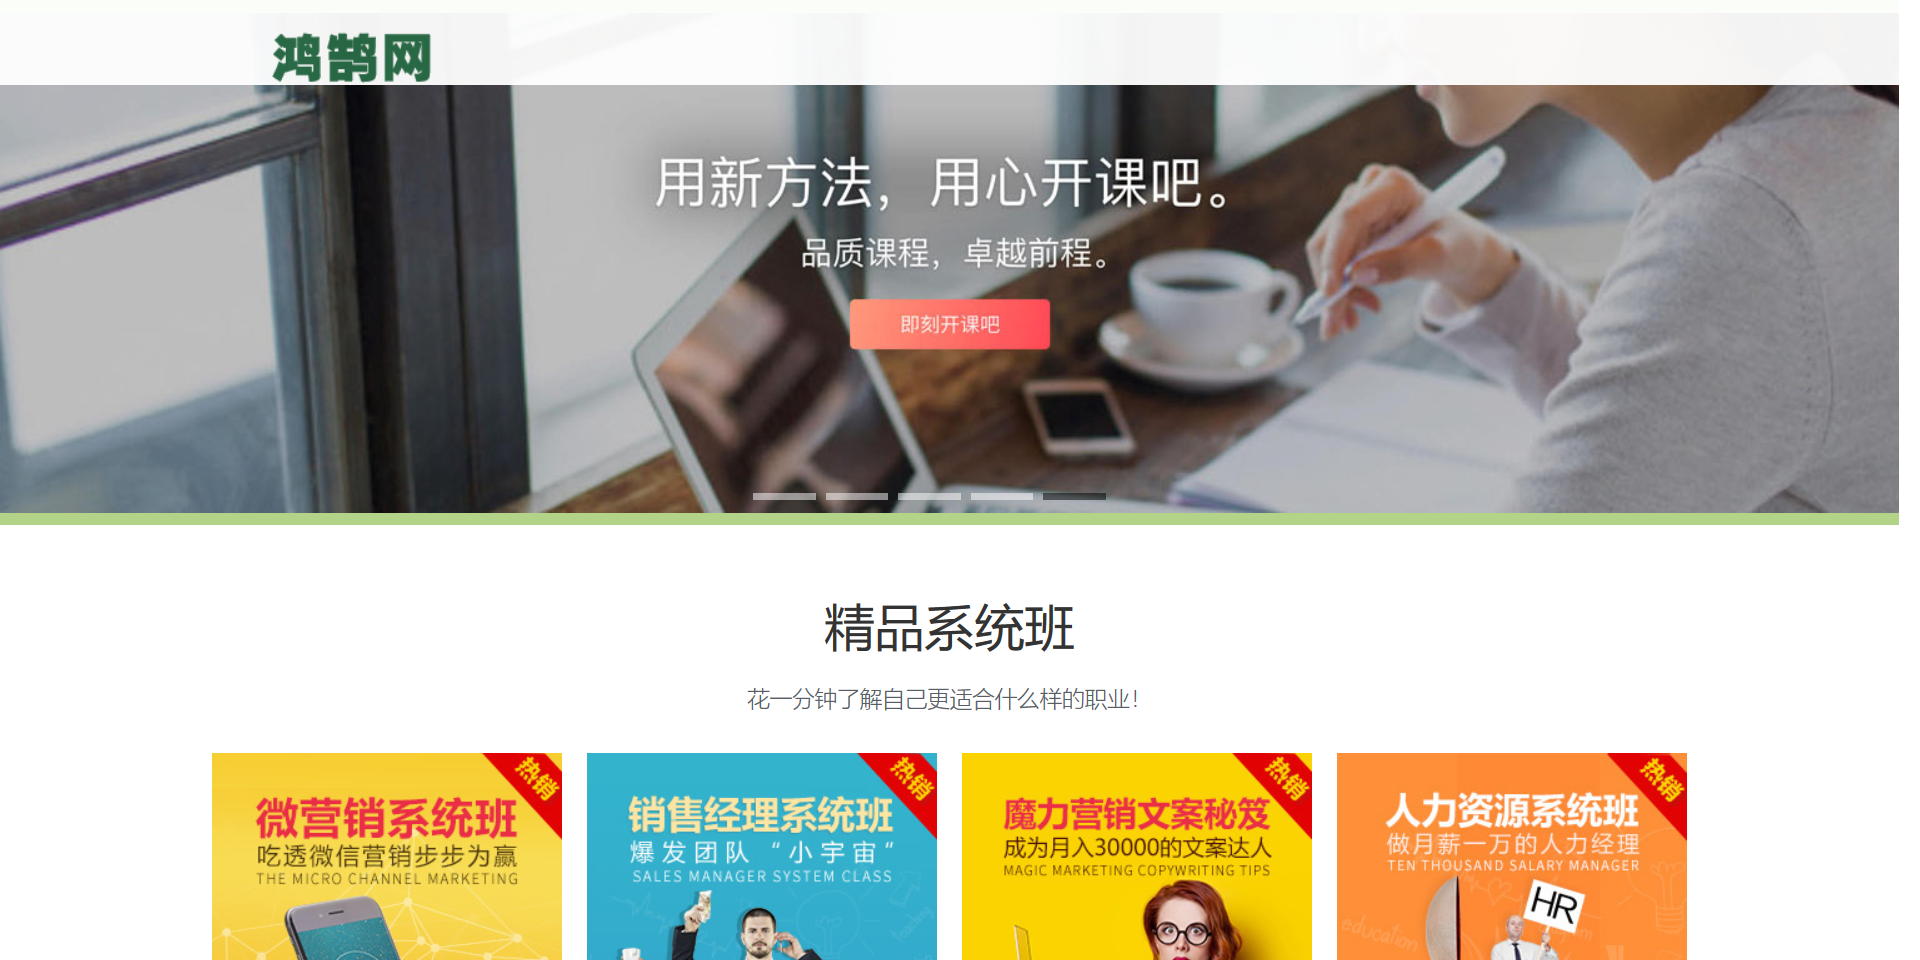 鸿鹄网
用新方法，用心开课吧。
品质课程，卓越前程。
即刻开课吧
精品系统班
花一分钟了解自己更适合什么样的职业！
热销
微营销系统班
吃透微信营销步步为赢
THE MICRO CHANNEL MARKETING
热销
销售经理系统班
爆发团队“小宇宙“
SALES MANAGER SYSTEM CLASS
热销
魔力营销文案秘笈
成为月入30000的文案达人
MAGIC MARKETING COPYWRITING TIPS
热销
人力资源系统班
做月薪一万的人力经理
TEN THOUSAND SALARY MANAGER
HR
education